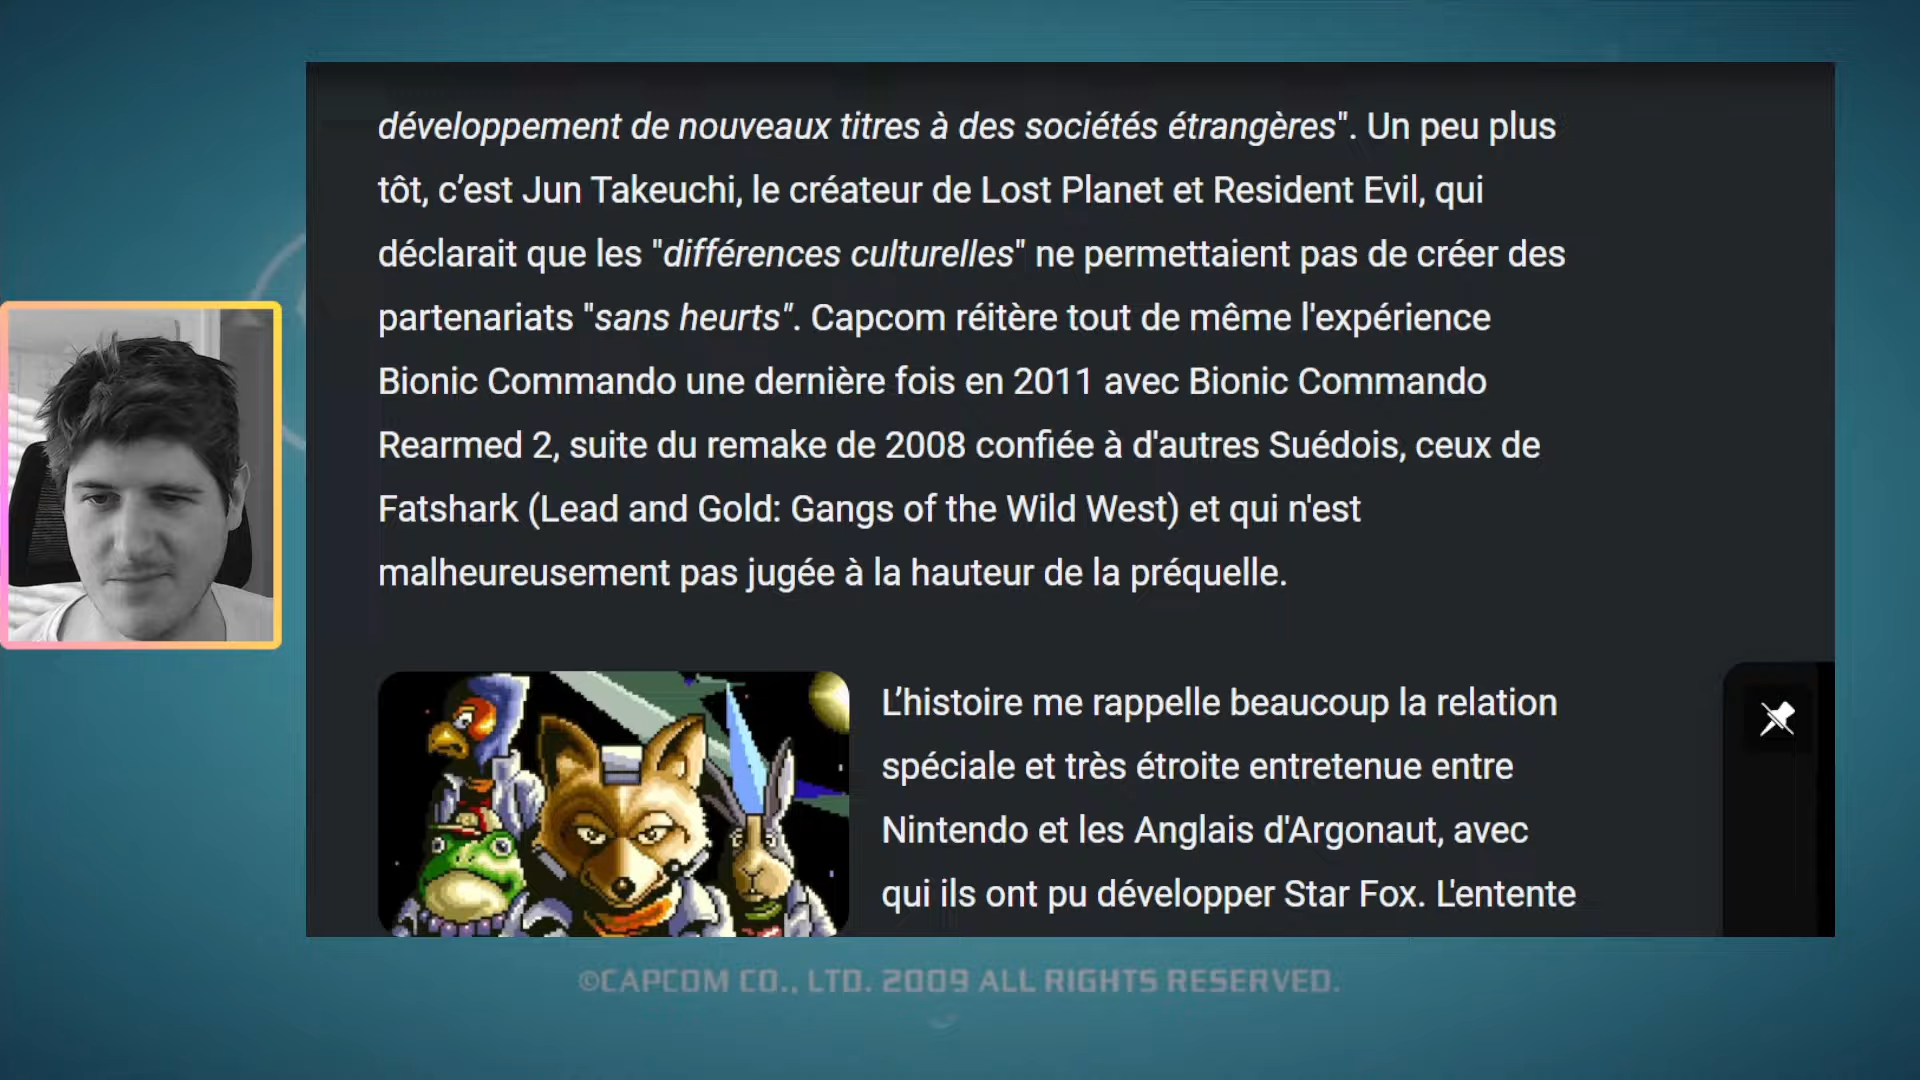 développement de nouveaux titres à des sociétés étrangères". Un peu plus
tôt, c’est Jun Takeuchi, le créateur de Lost Planet et Resident Evil, qui
déclarait que les "différences culturelles" ne permettaient pas de créer des
partenariats "sans heurts". Capcom réitère tout de même l'expérience
Bionic Commando une dernière fois en 2011 avec Bionic Commando
Rearmed 2, suite du remake de 2008 confiée à d'autres Suédois, ceux de
Fatshark (Lead and Gold: Gangs of the Wild West) et qui n'est
malheureusement pas jugée à la hauteur de la préquelle.
L’histoire me rappelle beaucoup la relation
spéciale et très étroite entretenue entre
Nintendo et les Anglais d'Argonaut, avec
qui ils ont pu développer Star Fox. L'entente
©CAPCOM CO., LTD. 2009 ALL RIGHTS RESERVED.